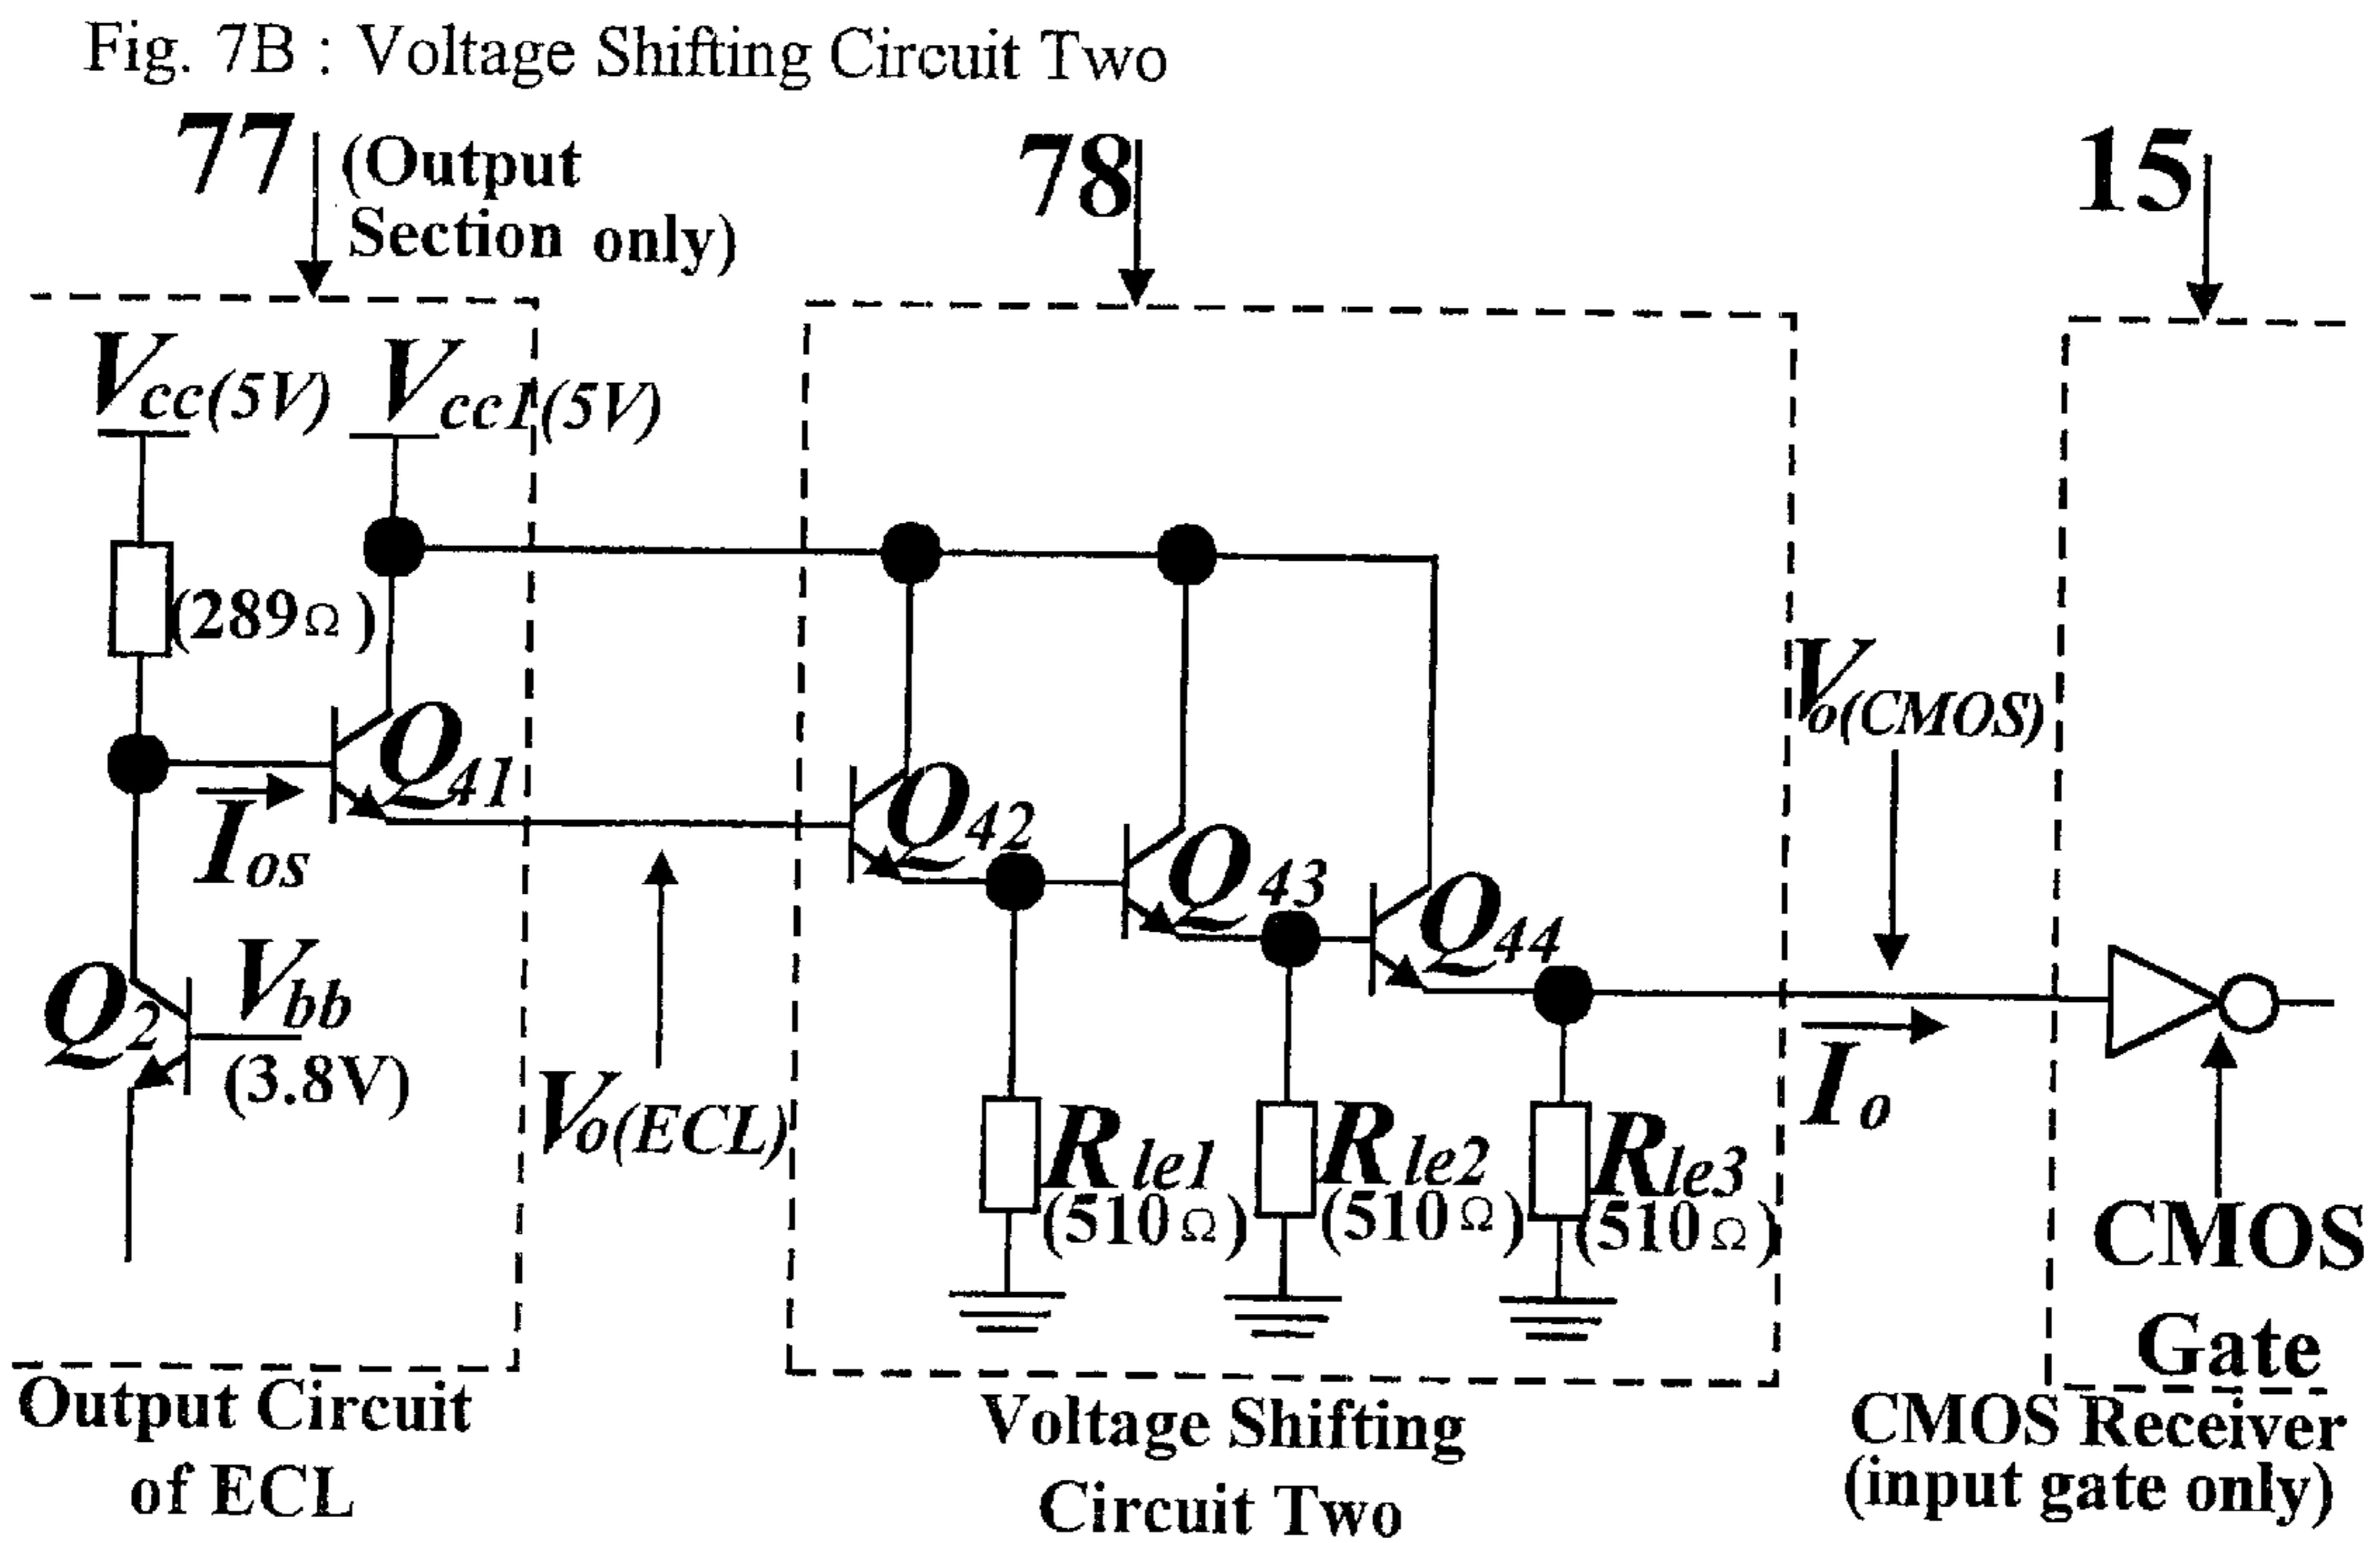 Fig. 7B : Voltage Shifting Circuit Two
77
(Output
Section only)
78
15
Vcc(5V)
Vcc1(5V)
(289Ω)
Q41
Ios
Q2
Vbb
(3.8V)
Vo(ECL)
Q42
Q43
Q44
Vo(CMOS)
Io
Rle1
(510Ω)
Rle2
(510Ω)
Rle3
(510Ω)
CMOS
Gate
Output Circuit
of ECL
Voltage Shifting
Circuit Two
CMOS Receiver
(input gate only)